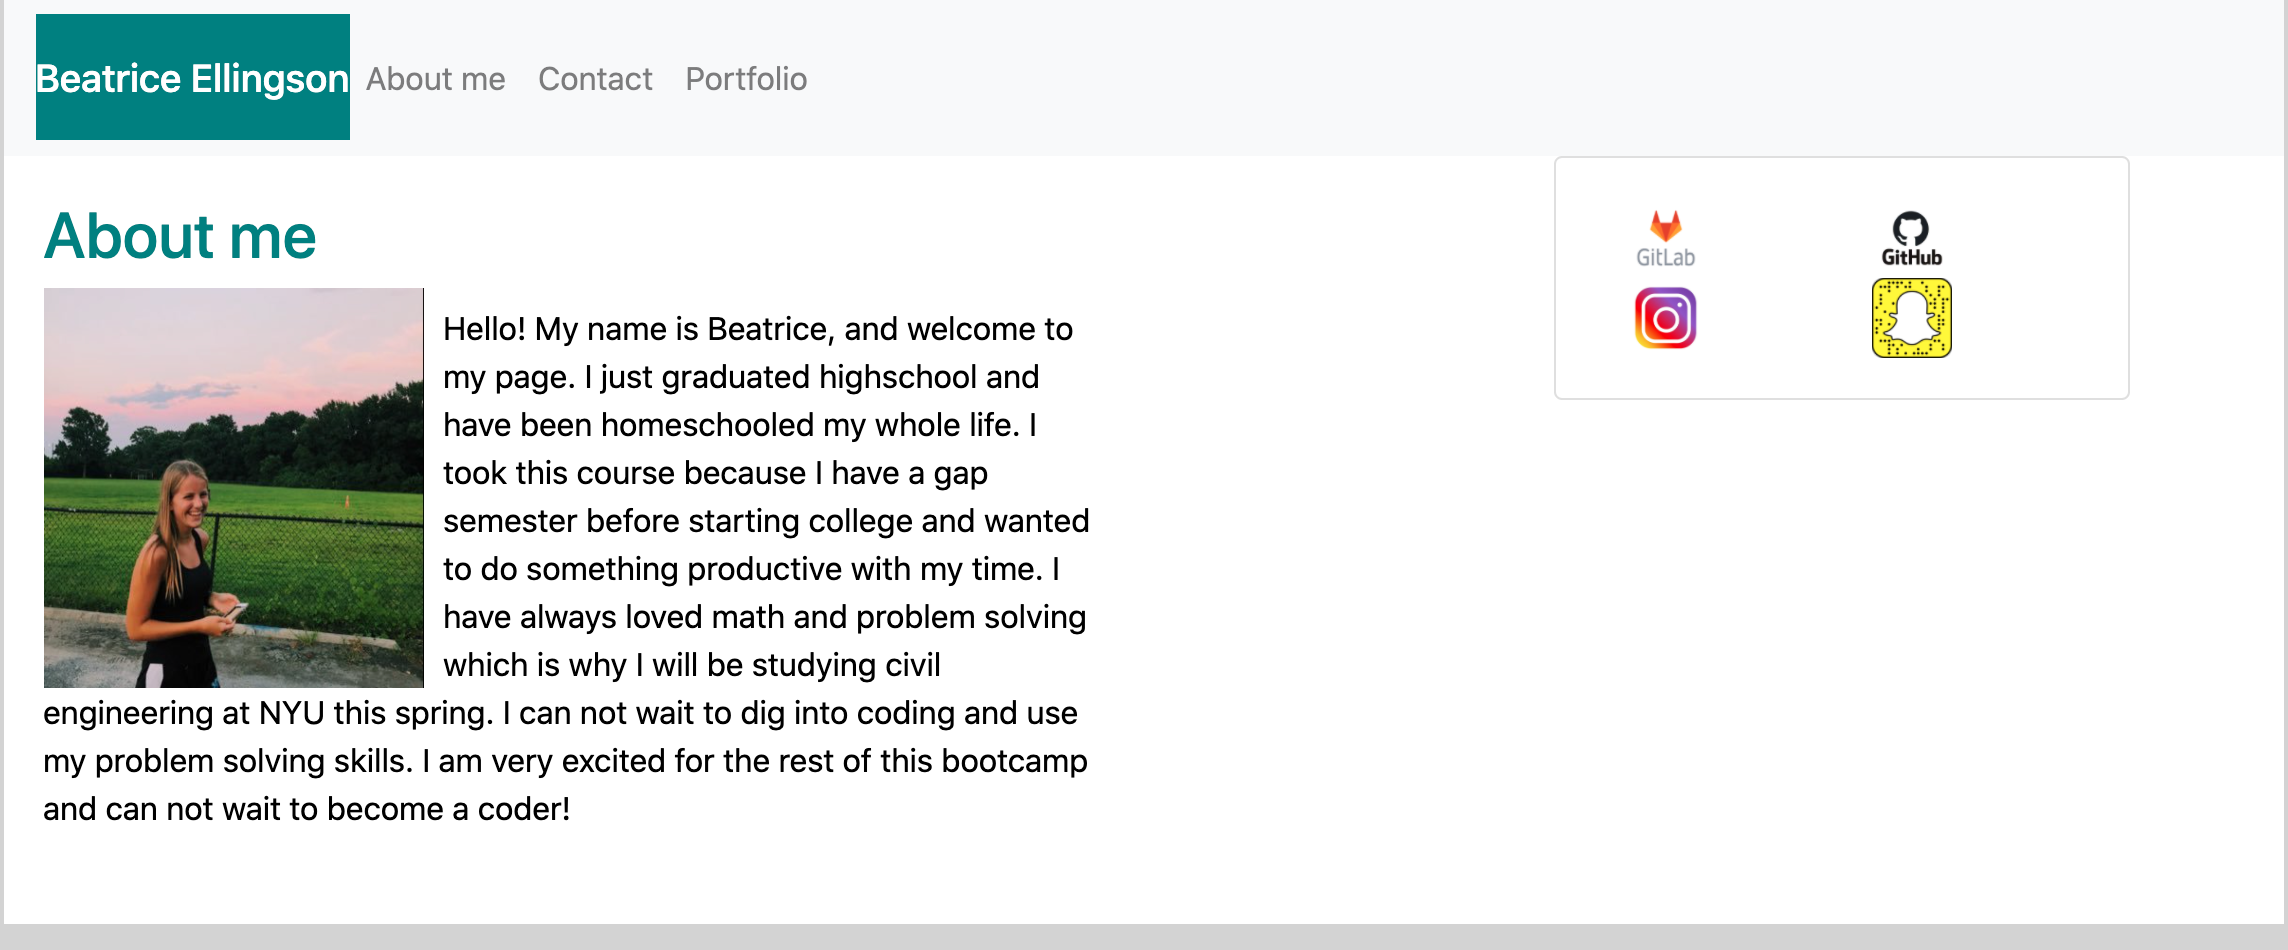 Beatrice Ellingson About me Contact Portfolio
About me
GitLab GitHub
Hello! My name is Beatrice, and welcome to
my page. I just graduated highschool and
have been homeschooled my whole life. I
took this course because I have a gap
semester before starting college and wanted
to do something productive with my time. I
have always loved math and problem solving
which is why I will be studying civil
engineering at NYU this spring. I can not wait to dig into coding and use
my problem solving skills. I am very excited for the rest of this bootcamp
and can not wait to become a coder!